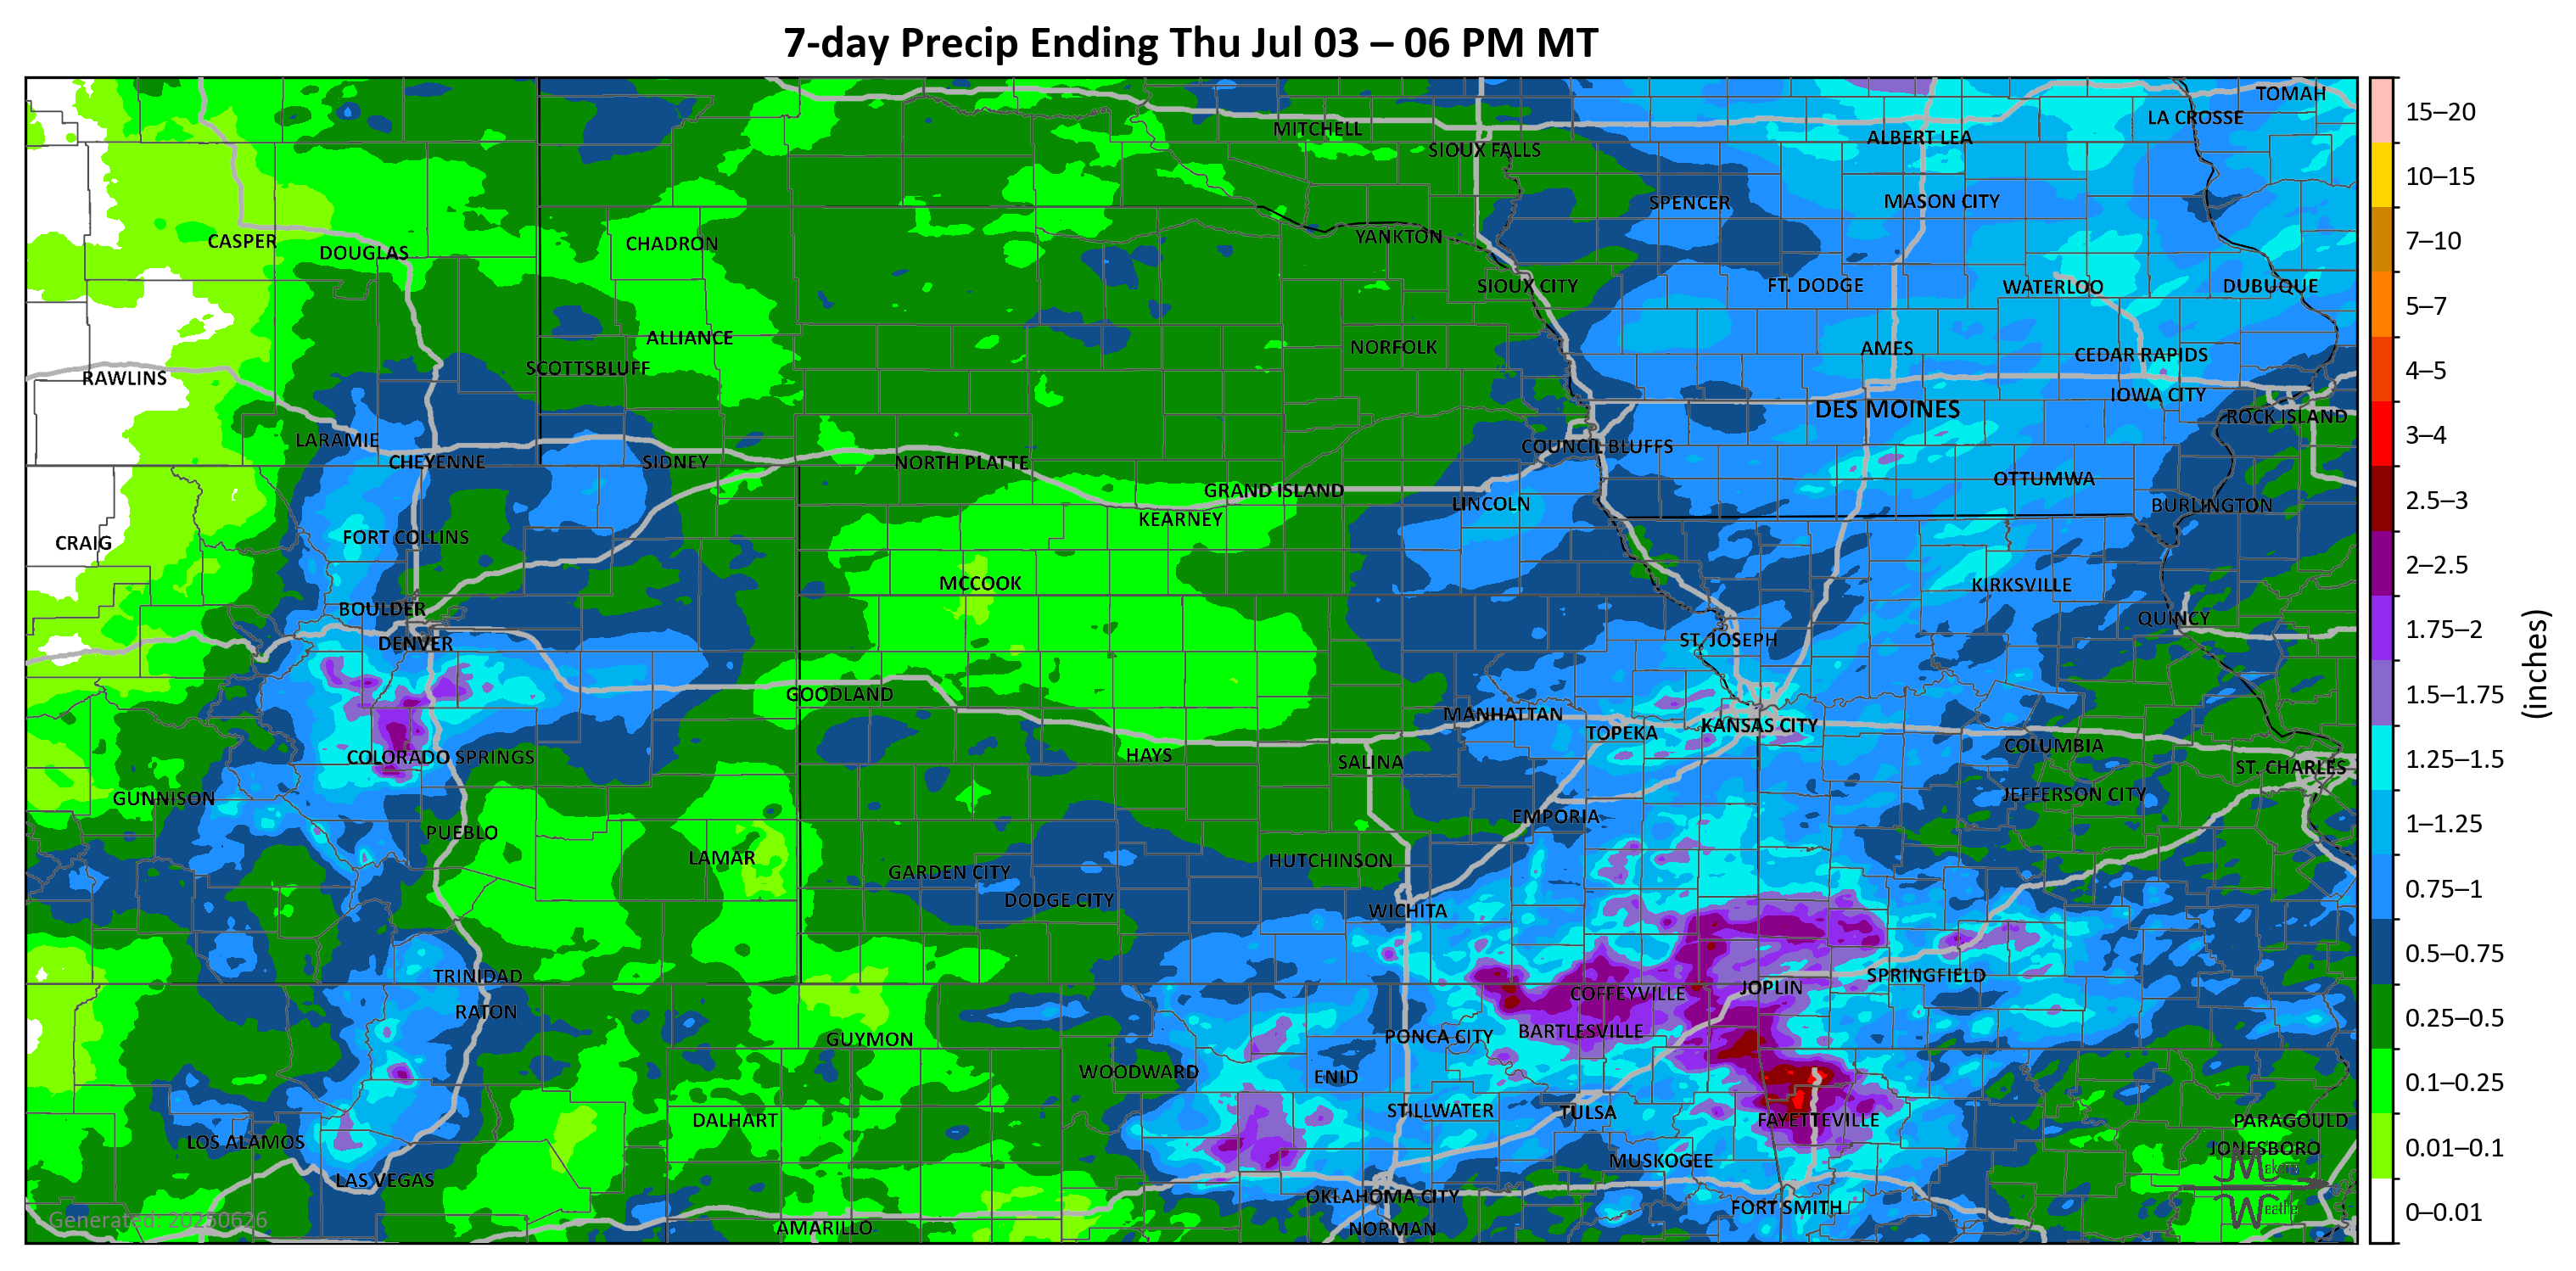 7-day Precip Ending Thu Jul 03 – 06 PM MT
TOMAH
LA CROSSE
MITCHELL
ALBERT LEA
SIOUX FALLS
SPENCER
MASON CITY
YANKTON
CASPER
CHADRON
DOUGLAS
SIOUX CITY
FT. DODGE
WATERLOO
DUBUQUE
ALLIANCE
NORFOLK
AMES
CEDAR RAPIDS
SCOTTSBLUFF
RAWLINS
IOWA CITY
DES MOINES
ROCK ISLAND
LARAMIE
COUNCIL BLUFFS
CHEYENNE
SIDNEY
NORTH PLATTE
OTTUMWA
GRAND ISLAND
LINCOLN
BURLINGTON
KEARNEY
CRAIG
FORT COLLINS
MCCOOK
KIRKSVILLE
BOULDER
QUINCY
DENVER
ST. JOSEPH
GOODLAND
MANHATTAN
TOPEKA
KANSAS CITY
COLUMBIA
COLORADO SPRINGS
HAYS
SALINA
ST. CHARLES
GUNNISON
JEFFERSON CITY
EMPORIA
PUEBLO
LAMAR
HUTCHINSON
GARDEN CITY
DODGE CITY
WICHITA
TRINIDAD
SPRINGFIELD
COFFEYVILLE
JOPLIN
RATON
BARTLESVILLE
GUYMON
PONCA CITY
WOODWARD
ENID
STILLWATER
TULSA
DALHART
FAYETTEVILLE
PARAGOULD
LOS ALAMOS
JONESBORO
MUSKOGEE
LAS VEGAS
OKLAHOMA CITY
FORT SMITH
AMARILLO
NORMAN
Generated: 20250626
15–20
10–15
7–10
5–7
4–5
3–4
2.5–3
2–2.5
1.75–2
1.5–1.75
1.25–1.5
1–1.25
0.75–1
0.5–0.75
0.25–0.5
0.1–0.25
0.01–0.1
0–0.01
(inches)